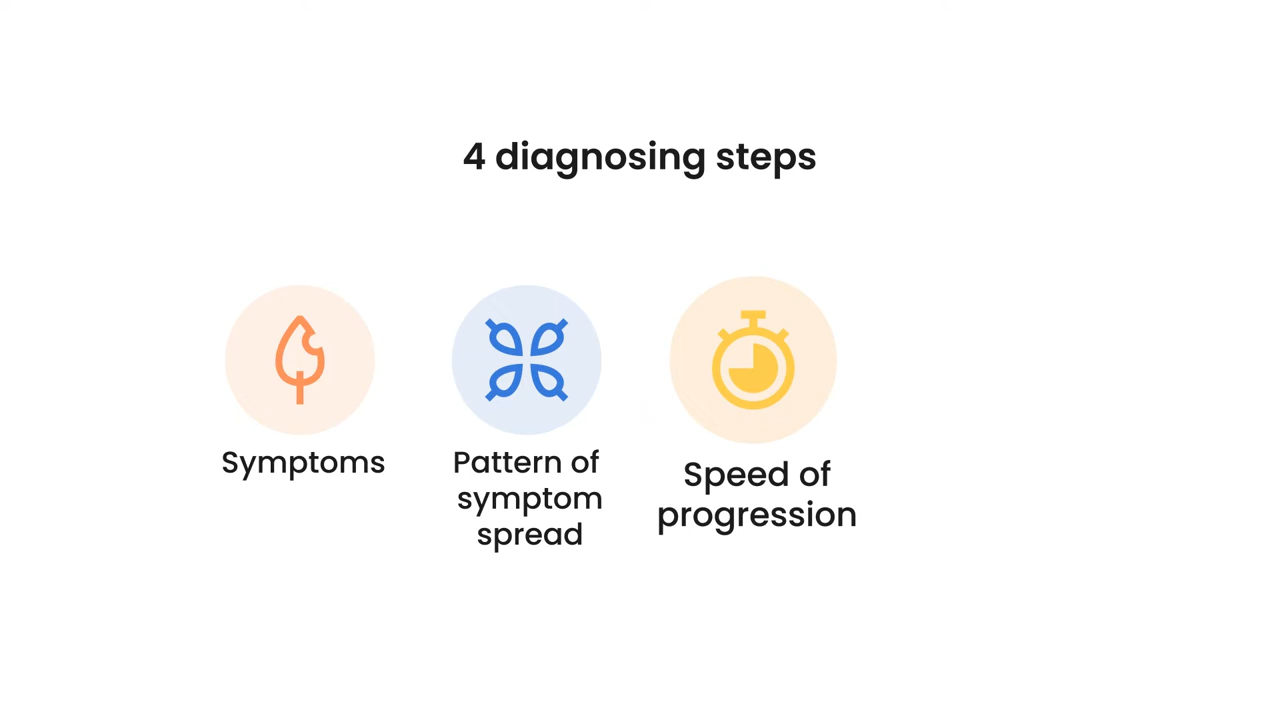 4 diagnosing steps
Symptoms
Pattern of
symptom
spread
Speed of
progression